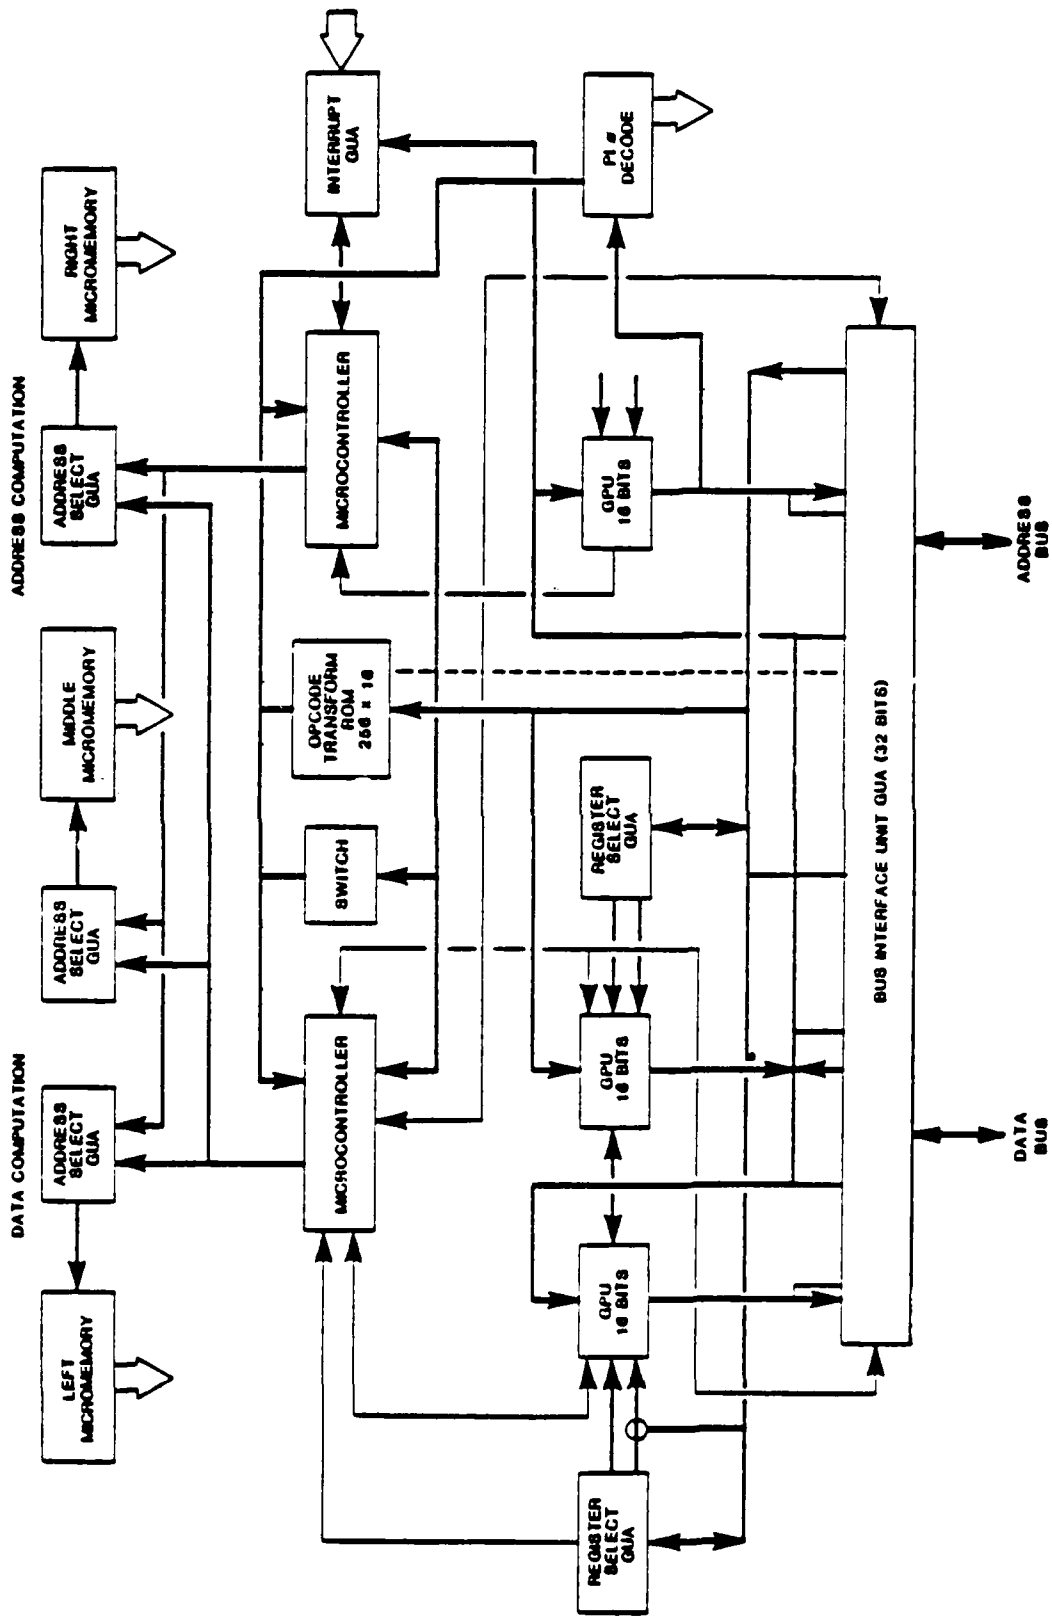 DATA COMPUTATION
ADDRESS COMPUTATION
LEFT
MICROMEMORY
ADDRESS
SELECT
GUA
ADDRESS
SELECT
GUA
MIDDLE
MICROMEMORY
ADDRESS
SELECT
GUA
RIGHT
MICROMEMORY
MICROCONTROLLER
SWITCH
OPCODE
TRANSFORM
ROM
256 × 16
MICROCONTROLLER
INTERRUPT
GUA
REGISTER
SELECT
GUA
GPU
16 BITS
GPU
16 BITS
REGISTER
SELECT
GUA
GPU
16 BITS
PI #
DECODE
BUS INTERFACE UNIT GUA (32 BITS)
DATA
BUS
ADDRESS
BUS